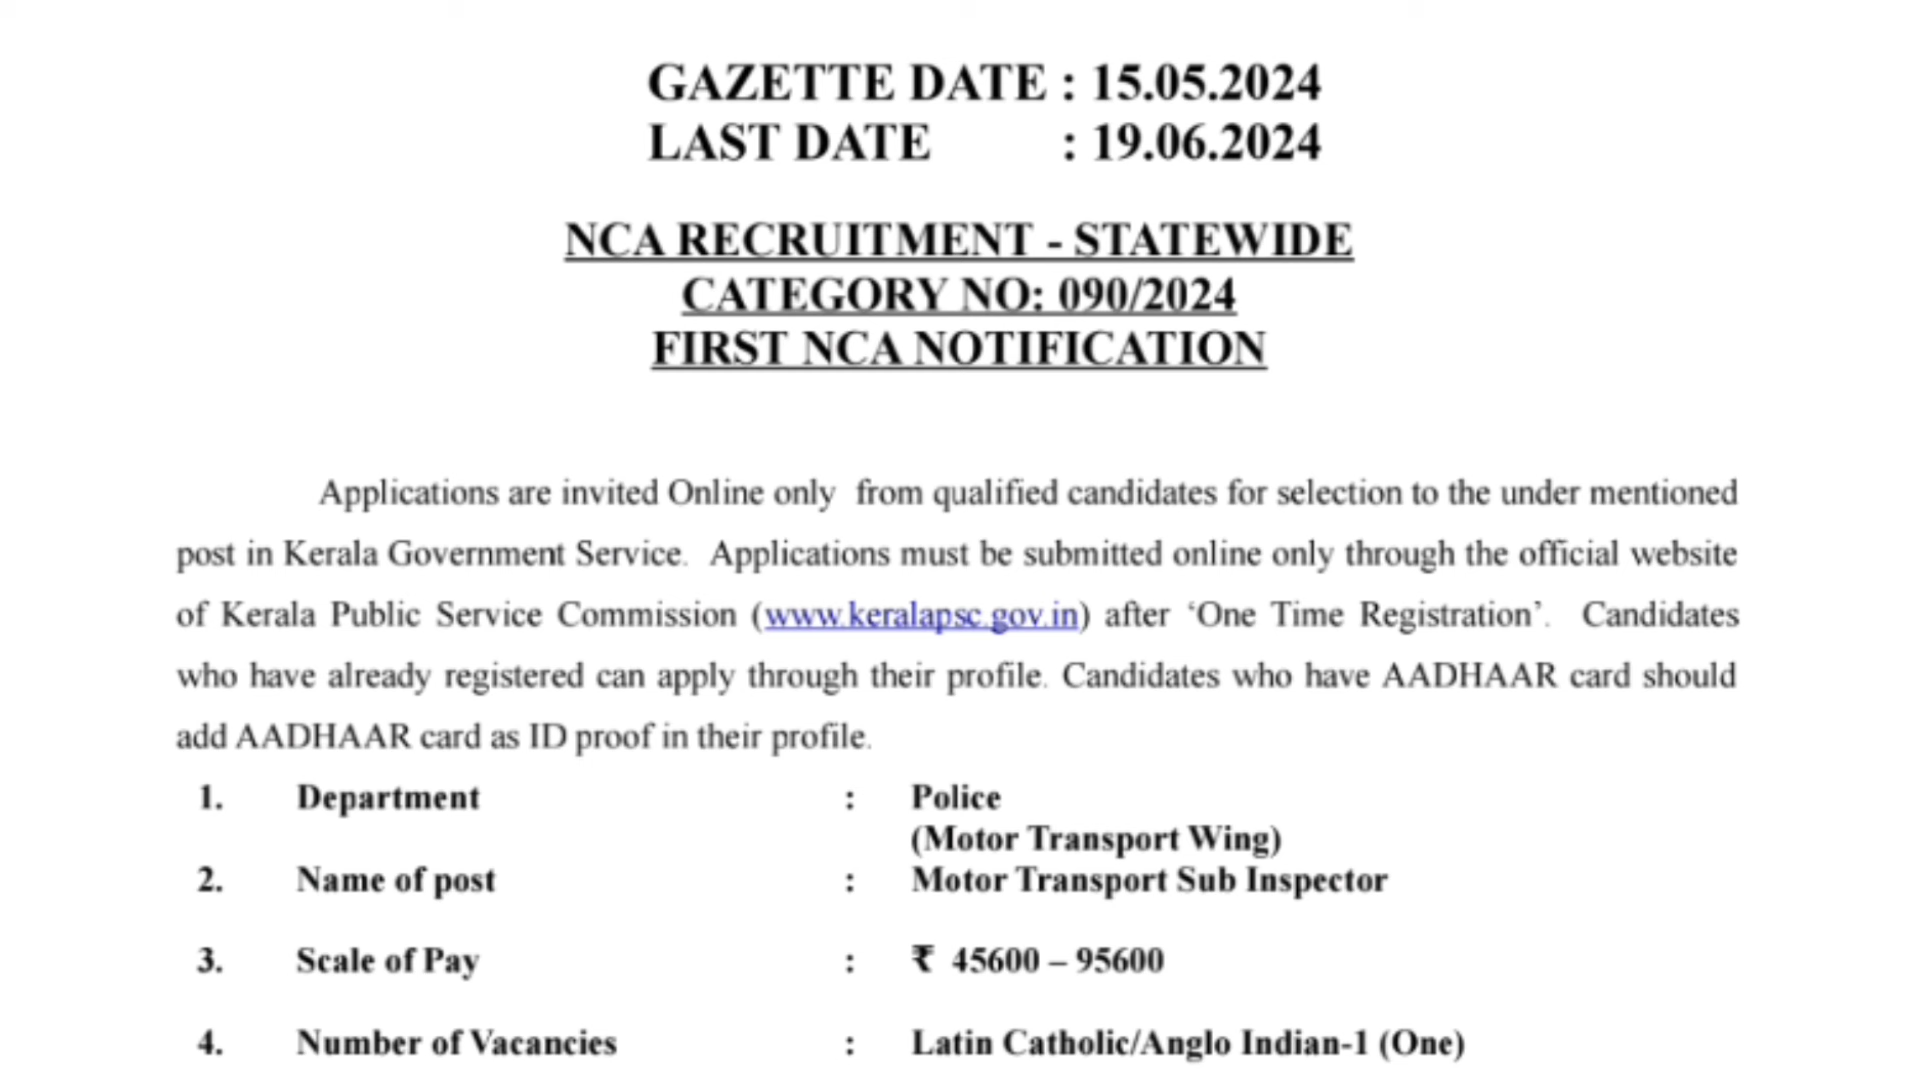 GAZETTE DATE : 15.05.2024
LAST DATE : 19.06.2024
NCA RECRUITMENT - STATEWIDE
CATEGORY NO: 090/2024
FIRST NCA NOTIFICATION
Applications are invited Online only from qualified candidates for selection to the under mentioned
post in Kerala Government Service. Applications must be submitted online only through the official website
of Kerala Public Service Commission (www.keralapsc.gov.in) after ‘One Time Registration’. Candidates
who have already registered can apply through their profile. Candidates who have AADHAAR card should
add AADHAAR card as ID proof in their profile.
1. Department : Police
(Motor Transport Wing)
2. Name of post : Motor Transport Sub Inspector
3. Scale of Pay : ₹ 45600 – 95600
4. Number of Vacancies : Latin Catholic/Anglo Indian-1 (One)